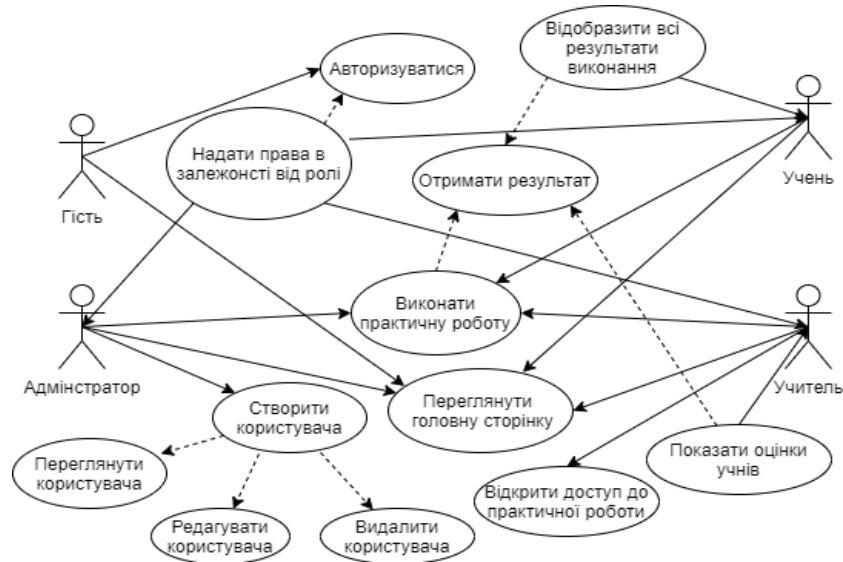 Відобразити всі
результати
виконання
Авторизуватися
Надати права в
залежонсті від ролі
Отримати результат
Гість
Учень
Виконати
практичну роботу
Адмінстратор
Учитель
Створити
користувача
Переглянути
головну сторінку
Показати оцінки
учнів
Переглянути
користувача
Відкрити доступ до
практичної роботи
Редагувати
користувача
Видалити
користувача